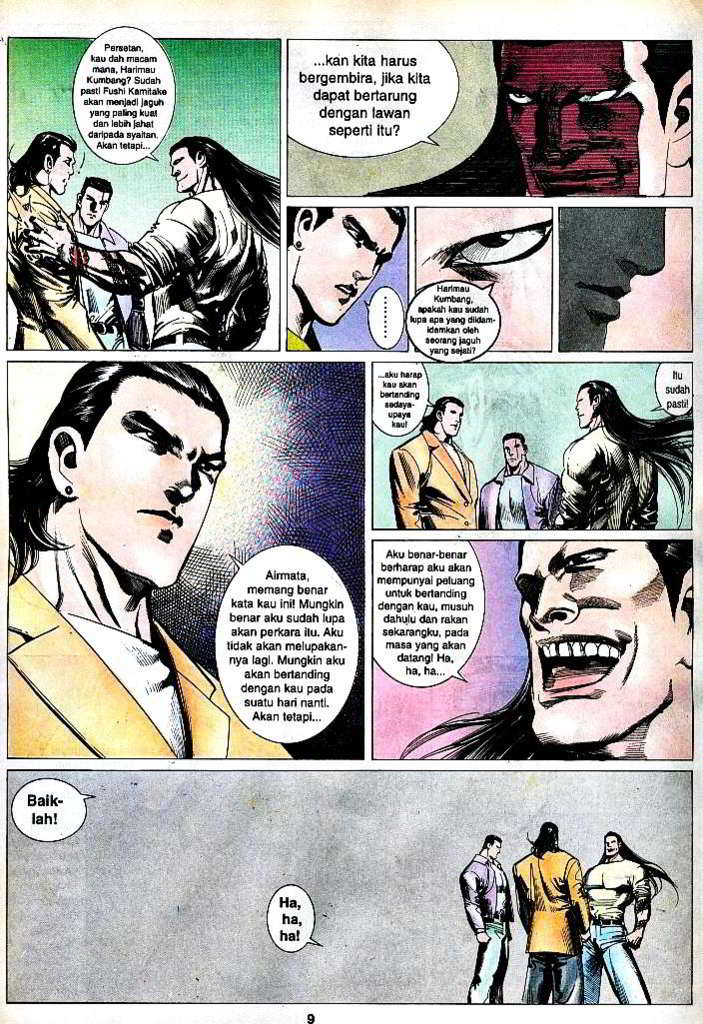 Persetan,
kau dah macam
mana, Harimau
Kumbang? Sudah
pasti Fushi Kamitake
akan menjadi jaguh
yang paling kuat
dan lebih jahat
daripada syaitan.
Akan tetapi...
...kan kita harus
bergembira, jika kita
dapat bertarung
dengan lawan
seperti itu?
.......
Harimau
Kumbang,
apakah kau sudah
lupa apa yang diidam-
idamkan oleh
seorang jaguh
yang sejati?
Airmata,
memang benar
kata kau ini! Mungkin
benar aku sudah lupa
akan perkara itu. Aku
tidak akan melupakan-
nya lagi. Mungkin aku
akan bertanding
dengan kau pada
suatu hari nanti.
Akan tetapi...
...aku harap
kau akan
bertanding
sedaya-
upaya
kau!
Itu
sudah
pasti!
Aku benar-benar
berharap aku akan
mempunyai peluang
untuk bertanding
dengan kau, musuh
dahulu dan rakan
sekarangku, pada
masa yang akan
datang! Ha,
ha, ha...
Baik-
lah!
Ha,
ha,
ha!
9